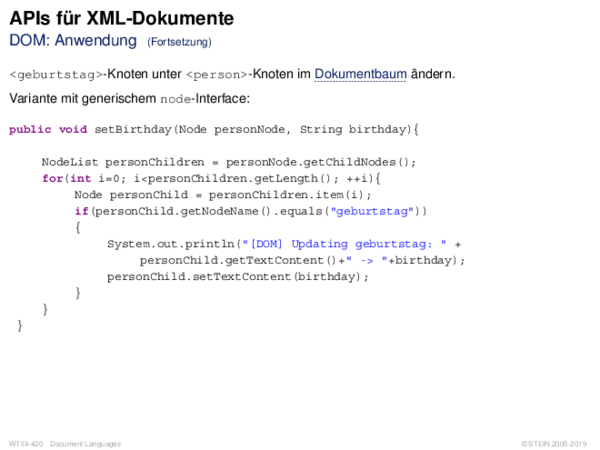 APIs für XML-Dokumente
DOM: Anwendung (Fortsetzung)
<geburtstag>-Knoten unter <person>-Knoten im Dokumentbaum ändern.
Variante mit generischem node-Interface:
public void setBirthday(Node personNode, String birthday){
NodeList personChildren = personNode.getChildNodes();
for(int i=0; i<personChildren.getLength(); ++i){
Node personChild = personChildren.item(i);
if(personChild.getNodeName().equals("geburtstag"))
{
System.out.println("[DOM] Updating geburtstag: " +
personChild.getTextContent()+" -> "+birthday);
personChild.setTextContent(birthday);
}
}
}
WT:III-420 Document Languages © STEIN 2005-2019